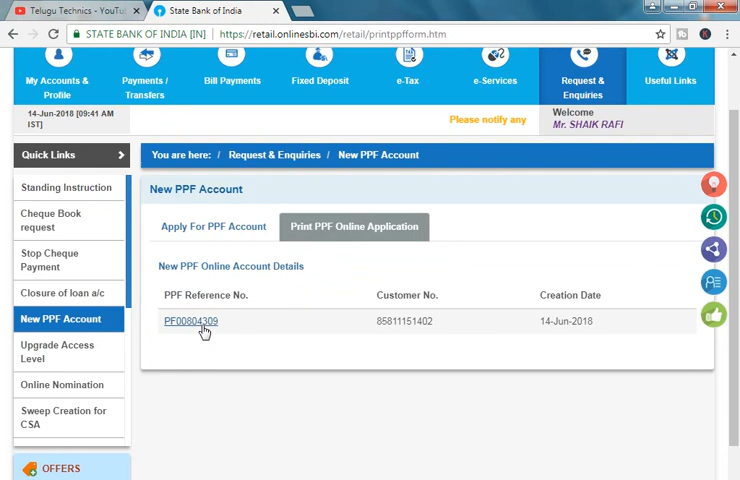 Telugu Technics - YouTu
State Bank of India
STATE BANK OF INDIA [IN]
https://retail.onlinesbi.com/retail/printppfform.htm
My Accounts &
Profile
Payments /
Transfers
Bill Payments
Fixed Deposit
e-Tax
e-Services
Request &
Enquiries
Useful Links
14-Jun-2018 [09:41 AM
IST]
Please notify any
Welcome
Mr. SHAIK RAFI
Quick Links
You are here: / Request & Enquiries / New PPF Account
Standing Instruction
Cheque Book
request
Stop Cheque
Payment
Closure of loan a/c
New PPF Account
Upgrade Access
Level
Online Nomination
Sweep Creation for
CSA
OFFERS
New PPF Account
Apply For PPF Account
Print PPF Online Application
New PPF Online Account Details
PPF Reference No. Customer No. Creation Date
PF00804309 85811151402 14-Jun-2018